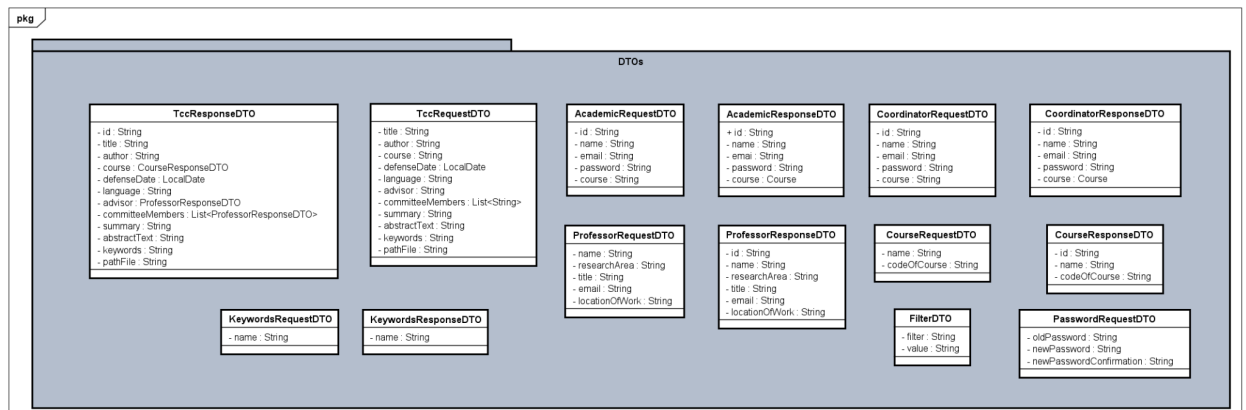 pkg
DTOs
TccResponseDTO
- id : String
- title : String
- author : String
- course : CourseResponseDTO
- defenseDate : LocalDate
- language : String
- advisor : ProfessorResponseDTO
- committeeMembers : List<ProfessorResponseDTO>
- summary : String
- abstractText : String
- keywords : String
- pathFile : String
TccRequestDTO
- title : String
- author : String
- course : String
- defenseDate : LocalDate
- language : String
- advisor : String
- committeeMembers : List<String>
- summary : String
- abstractText : String
- keywords : String
- pathFile : String
AcademicRequestDTO
- id : String
- name : String
- email : String
- password : String
- course : String
AcademicResponseDTO
+ id : String
- name : String
- emai : String
- password : String
- course : Course
CoordinatorRequestDTO
- id : String
- name : String
- email : String
- password : String
- course : String
CoordinatorResponseDTO
- id : String
- name : String
- email : String
- password : String
- course : Course
ProfessorRequestDTO
- name : String
- researchArea : String
- title : String
- email : String
- locationOfWork : String
ProfessorResponseDTO
- id : String
- name : String
- researchArea : String
- title : String
- email : String
- locationOfWork : String
CourseRequestDTO
- name : String
- codeOfCourse : String
CourseResponseDTO
- id : String
- name : String
- codeOfCourse : String
KeywordsRequestDTO
- name : String
KeywordsResponseDTO
- name : String
FilterDTO
- filter : String
- value : String
PasswordRequestDTO
- oldPassword : String
- newPassword : String
- newPasswordConfirmation : String